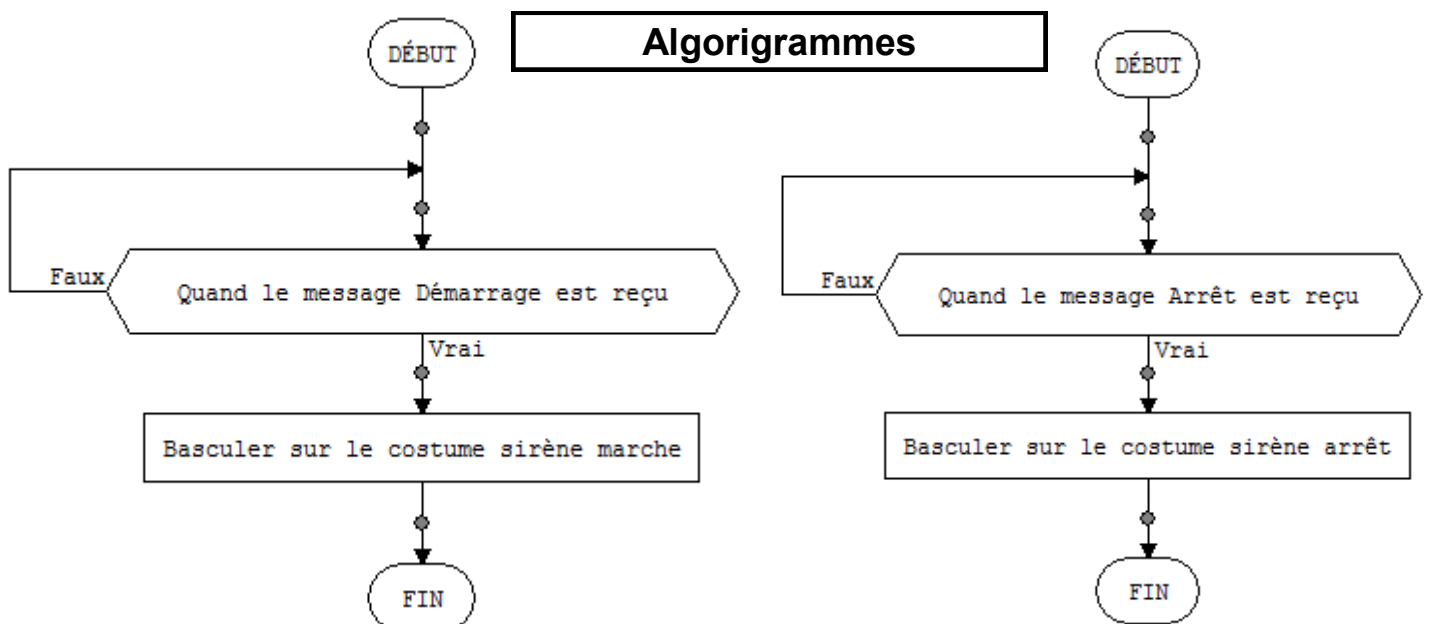 Algorigrammes
DÉBUT
Faux
Quand le message Démarrage est reçu
Vrai
Basculer sur le costume sirène marche
FIN
DÉBUT
Faux
Quand le message Arrêt est reçu
Vrai
Basculer sur le costume sirène arrêt
FIN